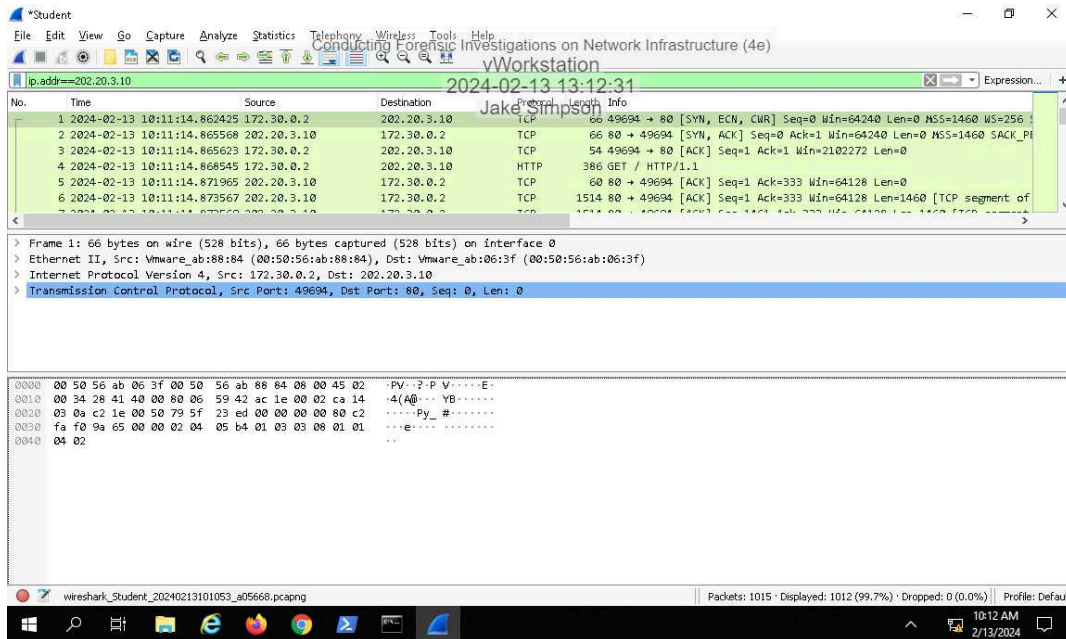 *Student
File Edit View Go Capture Analyze Statistics Telephony Wireless Tools Help
Conducting Forensic Investigations on Network Infrastructure (4e)
vWorkstation
2024-02-13 13:12:31
Jake Simpson
ip.addr==202.20.3.10 Expression... +
No. Time Source Destination Protocol Length Info
1 2024-02-13 10:11:14.862425 172.30.0.2 202.20.3.10 TCP 66 49694 → 80 [SYN, ECN, CWR] Seq=0 Win=64240 Len=0 MSS=1460 WS=256
2 2024-02-13 10:11:14.865568 202.20.3.10 172.30.0.2 TCP 66 80 → 49694 [SYN, ACK] Seq=0 Ack=1 Win=64240 Len=0 MSS=1460 SACK_PE
3 2024-02-13 10:11:14.865623 172.30.0.2 202.20.3.10 TCP 54 49694 → 80 [ACK] Seq=1 Ack=1 Win=2102272 Len=0
4 2024-02-13 10:11:14.868545 172.30.0.2 202.20.3.10 HTTP 386 GET / HTTP/1.1
5 2024-02-13 10:11:14.871965 202.20.3.10 172.30.0.2 TCP 60 80 → 49694 [ACK] Seq=1 Ack=333 Win=64128 Len=0
6 2024-02-13 10:11:14.873567 202.20.3.10 172.30.0.2 TCP 1514 80 → 49694 [ACK] Seq=1 Ack=333 Win=64128 Len=1460 [TCP segment of
> Frame 1: 66 bytes on wire (528 bits), 66 bytes captured (528 bits) on interface 0
> Ethernet II, Src: Vmware_ab:88:84 (00:50:56:ab:88:84), Dst: Vmware_ab:06:3f (00:50:56:ab:06:3f)
> Internet Protocol Version 4, Src: 172.30.0.2, Dst: 202.20.3.10
> Transmission Control Protocol, Src Port: 49694, Dst Port: 80, Seq: 0, Len: 0
0000 00 50 56 ab 06 3f 00 50 56 ab 88 84 08 00 45 02 ·PV··?·P V·····E·
0010 00 34 28 41 40 00 80 06 59 42 ac 1e 00 02 ca 14 ·4(A@··· YB······
0020 03 0a c2 1e 00 50 79 5f 23 ed 00 00 00 00 80 c2 ·····Py_ #·······
0030 fa f0 9a 65 00 00 02 04 05 b4 01 03 03 08 01 01 ···e···· ········
0040 04 02 ··
wireshark_Student_20240213101053_a05668.pcapng Packets: 1015 · Displayed: 1012 (99.7%) · Dropped: 0 (0.0%) Profile: Defau
10:12 AM
2/13/2024